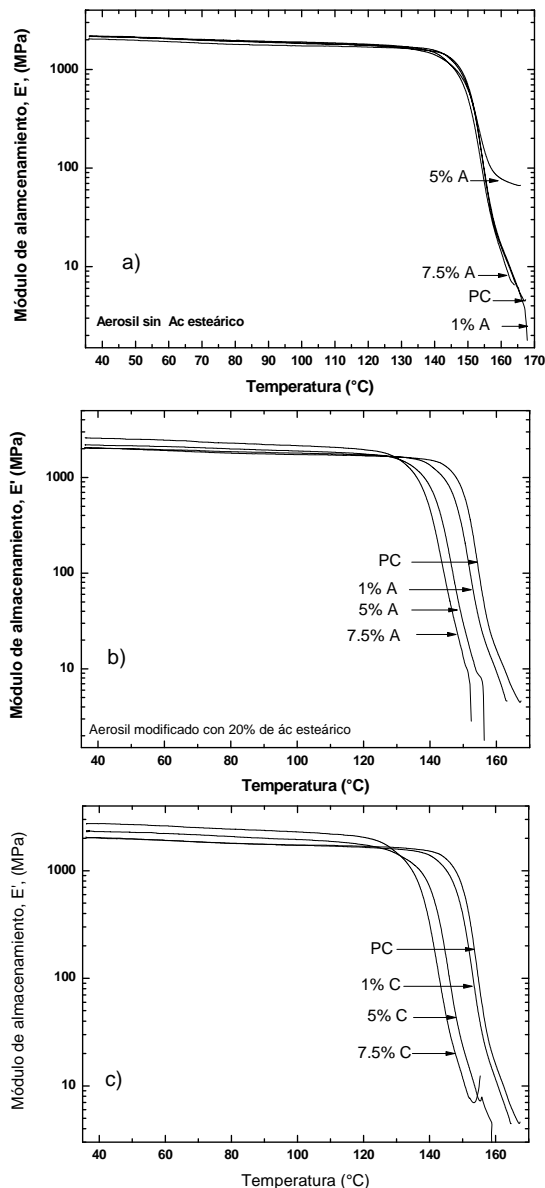 Módulo de alamcenamiento, E', (MPa)
1000
100
10
5% A
7.5% A
PC
1% A
a)
Aerosil sin Ac esteárico
40 50 60 70 80 90 100 110 120 130 140 150 160 170
Temperatura (°C)
Módulo de almacenamiento, E' (MPa)
1000
100
10
PC
1% A
5% A
7.5% A
b)
Aerosil modificado con 20% de ác esteárico
40 60 80 100 120 140 160
Temperatura (°C)
Módulo de almacenamiento, E', (MPa)
1000
100
10
PC
1% C
5% C
7.5% C
c)
40 60 80 100 120 140 160
Temperatura (°C)